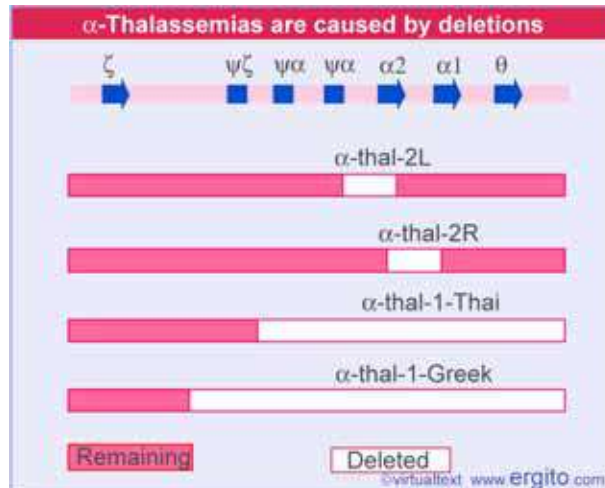 α-Thalassemias are caused by deletions
ζ ψζ ψα ψα α2 α1 θ
α-thal-2L
α-thal-2R
α-thal-1-Thai
α-thal-1-Greek
Remaining Deleted
©virtualtext www.ergito.com